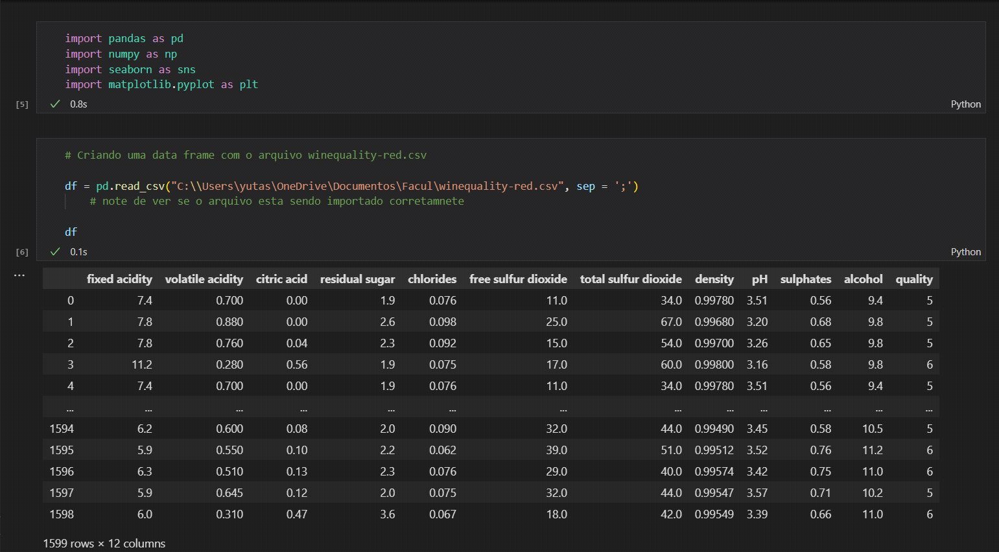 import pandas as pd
import numpy as np
import seaborn as sns
import matplotlib.pyplot as plt
[5] ✓ 0.8s Python
# Criando uma data frame com o arquivo winequality-red.csv
df = pd.read_csv("C:\\Users\yutas\OneDrive\Documentos\Facul\winequality-red.csv", sep = ';')
# note de ver se o arquivo esta sendo importado corretamnete
df
[6] ✓ 0.1s Python
...
fixed acidity volatile acidity citric acid residual sugar chlorides free sulfur dioxide total sulfur dioxide density pH sulphates alcohol quality
0 7.4 0.700 0.00 1.9 0.076 11.0 34.0 0.99780 3.51 0.56 9.4 5
1 7.8 0.880 0.00 2.6 0.098 25.0 67.0 0.99680 3.20 0.68 9.8 5
2 7.8 0.760 0.04 2.3 0.092 15.0 54.0 0.99700 3.26 0.65 9.8 5
3 11.2 0.280 0.56 1.9 0.075 17.0 60.0 0.99800 3.16 0.58 9.8 6
4 7.4 0.700 0.00 1.9 0.076 11.0 34.0 0.99780 3.51 0.56 9.4 5
... ... ... ... ... ... ... ... ... ... ... ... ...
1594 6.2 0.600 0.08 2.0 0.090 32.0 44.0 0.99490 3.45 0.58 10.5 5
1595 5.9 0.550 0.10 2.2 0.062 39.0 51.0 0.99512 3.52 0.76 11.2 6
1596 6.3 0.510 0.13 2.3 0.076 29.0 40.0 0.99574 3.42 0.75 11.0 6
1597 5.9 0.645 0.12 2.0 0.075 32.0 44.0 0.99547 3.57 0.71 10.2 5
1598 6.0 0.310 0.47 3.6 0.067 18.0 42.0 0.99549 3.39 0.66 11.0 6
1599 rows × 12 columns